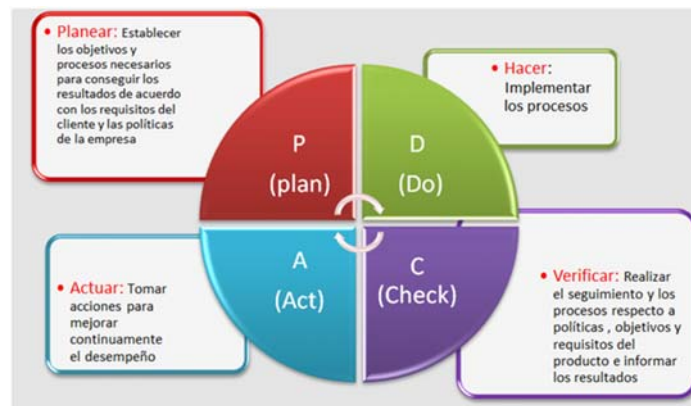 • Planear: Establecer
los objetivos y
procesos necesarios
para conseguir los
resultados de acuerdo
con los requisitos del
cliente y las políticas
de la empresa
P
(plan)
D
(Do)
• Hacer:
Implementar
los procesos
• Actuar: Tomar
acciones para
mejorar
continuamente
el desempeño
A
(Act)
C
(Check)
• Verificar: Realizar
el seguimiento y los
procesos respecto a
políticas , objetivos y
requisitos del
producto e informar
los resultados